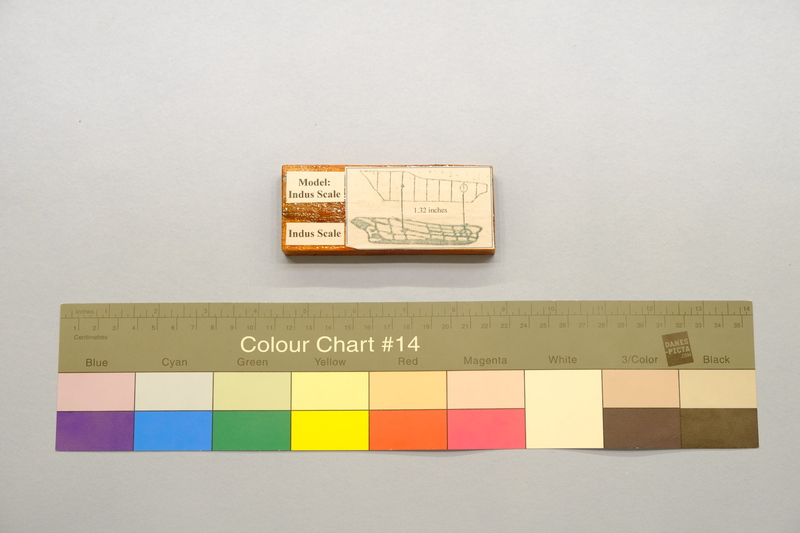 Model:
Indus Scale
Indus Scale
1.32 inches
Inches 1 2 3 4 5 6 7 8 9 10 11 12 13 14
1 2 3 4 5 6 7 8 9 10 11 12 13 14 15 16 17 18 19 20 21 22 23 24 25 26 27 28 29 30 31 32 33 34 35
Centimetres
Colour Chart #14
DANES
-PICTA
.COM
Blue Cyan Green Yellow Red Magenta White 3/Color Black